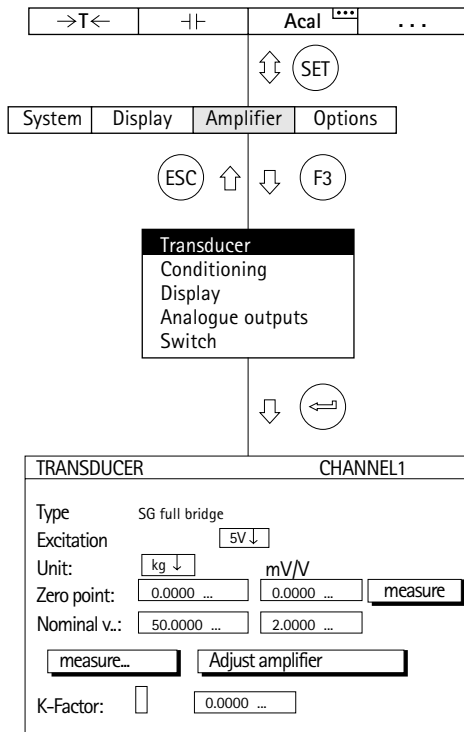 →T← ⊣⊢ Acal ...
SET
System Display Amplifier Options
ESC F3
Transducer
Conditioning
Display
Analogue outputs
Switch
TRANSDUCER CHANNEL1
Type SG full bridge
Excitation 5V↓
Unit: kg ↓ mV/V
Zero point: 0.0000 ... 0.0000 ... measure
Nominal v..: 50.0000 ... 2.0000 ...
measure... Adjust amplifier
K-Factor: 0.0000 ...